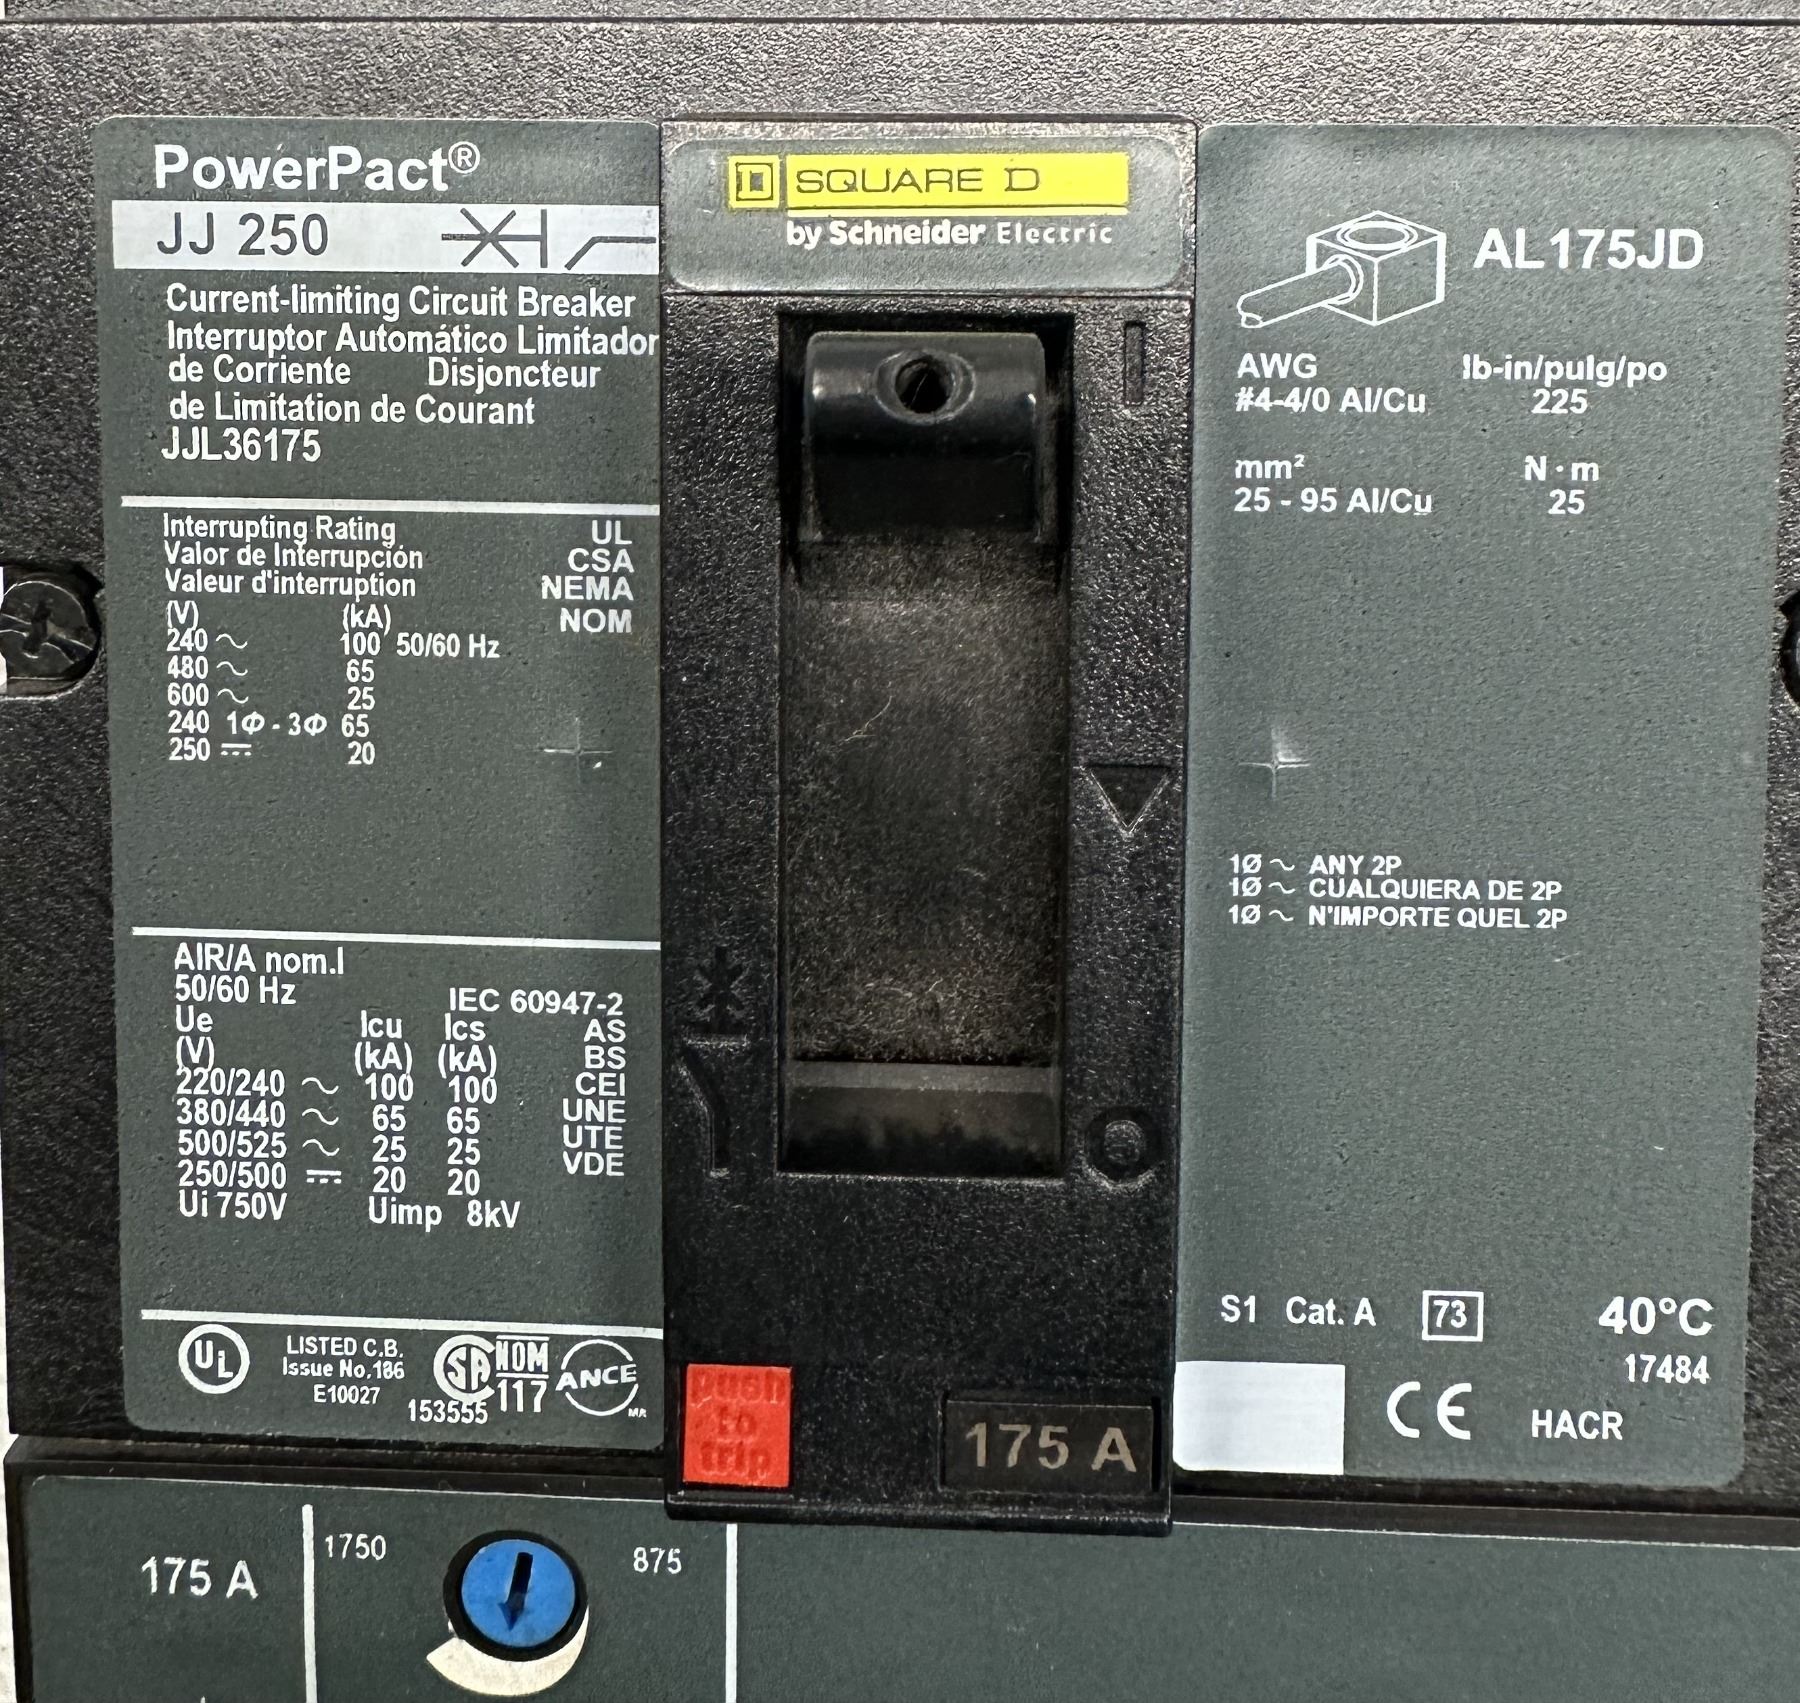 PowerPact®
JJ 250
Current-limiting Circuit Breaker
Interruptor Automático Limitador
de Corriente Disjoncteur
de Limitation de Courant
JJL36175
Interrupting Rating UL
Valor de Interrupción CSA
Valeur d'interruption NEMA
(V) (kA) NOM
240 ~ 100 50/60 Hz
480 ~ 65
600 ~ 25
240 1Φ - 3Φ 65
250 ⎓ 20
AIR/A nom.I
50/60 Hz IEC 60947-2
Ue Icu Ics AS
(V) (kA) (kA) BS
220/240 ~ 100 100 CEI
380/440 ~ 65 65 UNE
500/525 ~ 25 25 UTE
250/500 ⎓ 20 20 VDE
Ui 750V Uimp 8kV
UL
LISTED C.B.
Issue No.186
E10027
SA
153555
NOM
117
ANCE
MR
D SQUARE D
by Schneider Electric
I
O
push
to
trip
175 A
AL175JD
AWG lb-in/pulg/po
#4-4/0 Al/Cu 225
mm² N·m
25 - 95 Al/Cu 25
1Ø ~ ANY 2P
1Ø ~ CUALQUIERA DE 2P
1Ø ~ N'IMPORTE QUEL 2P
S1 Cat. A 73 40°C
17484
CE HACR
175 A
1750 875